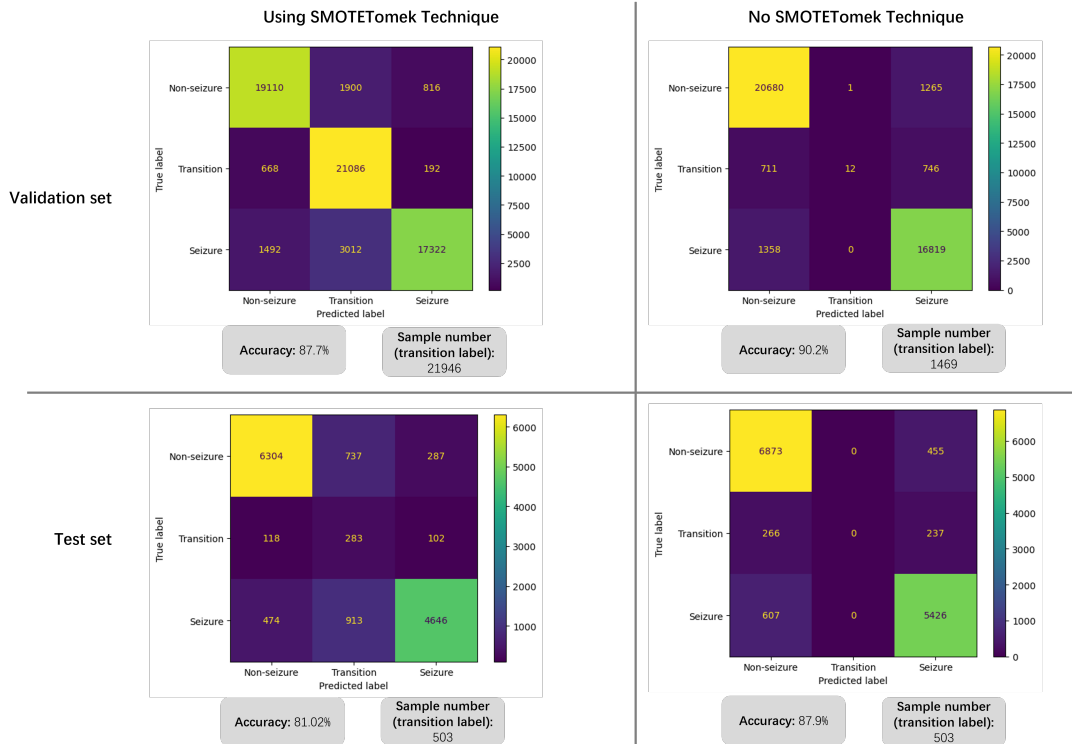 Using SMOTETomek Technique
No SMOTETomek Technique
Validation set
Non-seizure
Transition
Seizure
True label
19110 1900 816
668 21086 192
1492 3012 17322
Non-seizure Transition Seizure
Predicted label
20000
17500
15000
12500
10000
7500
5000
2500
Accuracy: 87.7%
Sample number
(transition label):
21946
Non-seizure
Transition
Seizure
True label
20680 1 1265
711 12 746
1358 0 16819
Non-seizure Transition Seizure
Predicted label
20000
17500
15000
12500
10000
7500
5000
2500
0
Accuracy: 90.2%
Sample number
(transition label):
1469
Test set
Non-seizure
Transition
Seizure
True label
6304 737 287
118 283 102
474 913 4646
Non-seizure Transition Seizure
Predicted label
6000
5000
4000
3000
2000
1000
Accuracy: 81.02%
Sample number
(transition label):
503
Non-seizure
Transition
Seizure
True label
6873 0 455
266 0 237
607 0 5426
Non-seizure Transition Seizure
Predicted label
6000
5000
4000
3000
2000
1000
0
Accuracy: 87.9%
Sample number
(transition label):
503